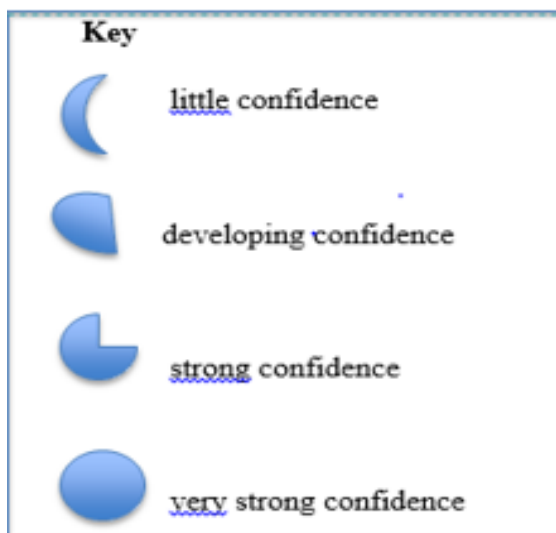 Key
little confidence
developing confidence
strong confidence
very strong confidence